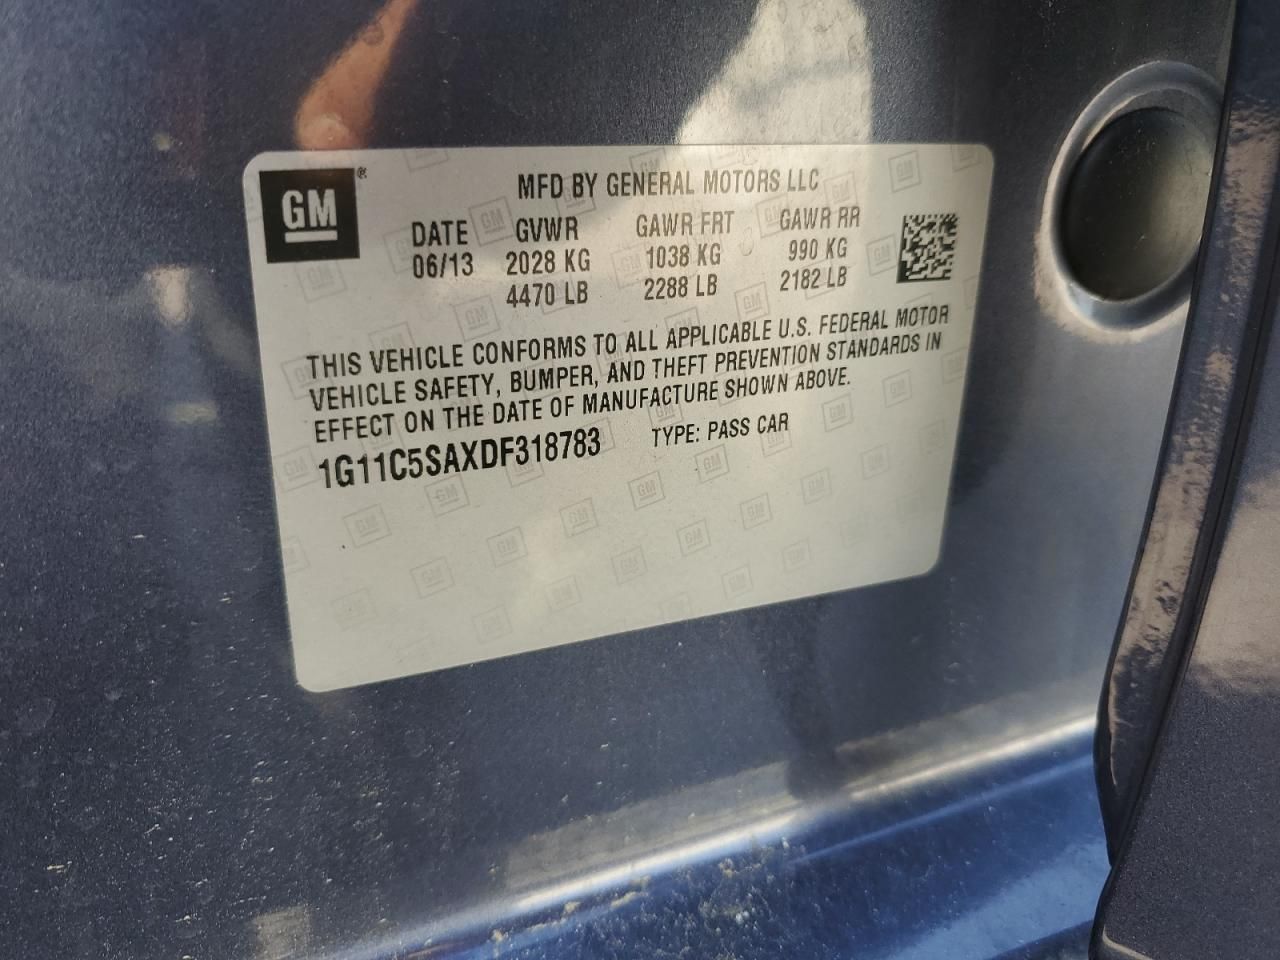 GM
MFD BY GENERAL MOTORS LLC
DATE GVWR GAWR FRT GAWR RR
06/13 2028 KG 1038 KG 990 KG
4470 LB 2288 LB 2182 LB
THIS VEHICLE CONFORMS TO ALL APPLICABLE U.S. FEDERAL MOTOR
VEHICLE SAFETY, BUMPER, AND THEFT PREVENTION STANDARDS IN
EFFECT ON THE DATE OF MANUFACTURE SHOWN ABOVE.
1G11C5SAXDF318783 TYPE: PASS CAR